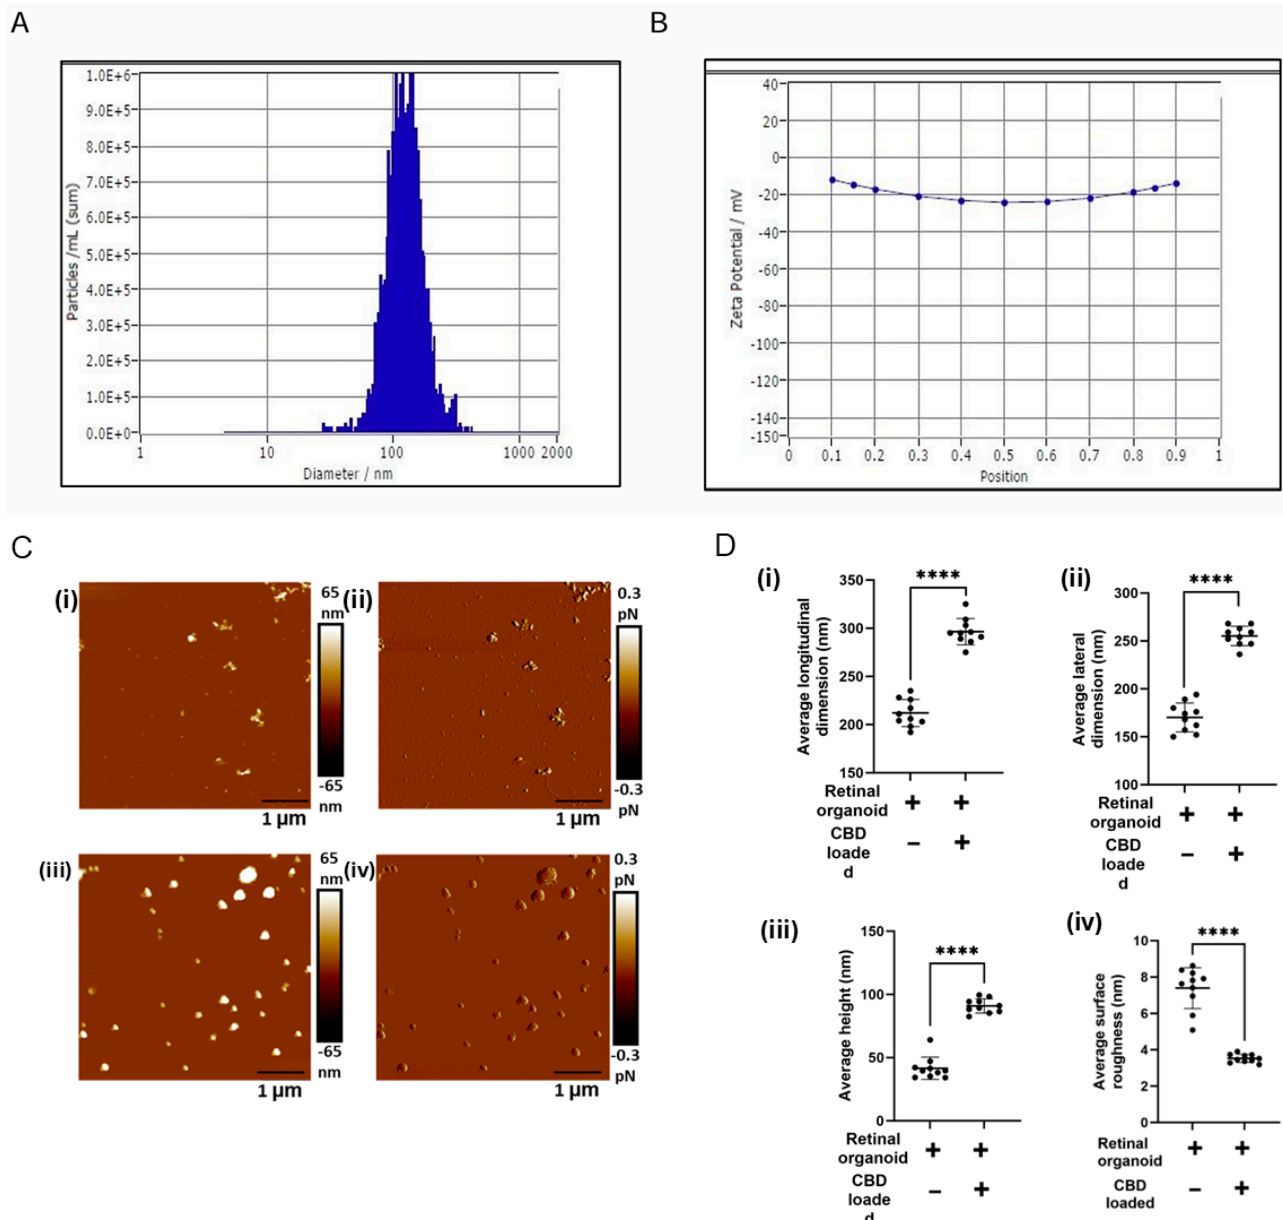 A
B
1.0E+6
9.0E+5
8.0E+5
7.0E+5
6.0E+5
5.0E+5
4.0E+5
3.0E+5
2.0E+5
1.0E+5
0.0E+0
Particles /mL (sum)
1 10 100 1000 2000
Diameter / nm
40
20
0
-20
-40
-60
-80
-100
-120
-140
-150
Zeta Potential / mV
0 0.1 0.2 0.3 0.4 0.5 0.6 0.7 0.8 0.9 1
Position
C
(i)
65
nm
-65
nm
1 µm
(ii)
0.3
pN
-0.3
pN
1 µm
(iii)
65
nm
-65
nm
1 µm
(iv)
0.3
pN
-0.3
pN
1 µm
D
(i)
****
350
300
250
200
150
Average longitudinal
dimension (nm)
Retinal
organoid
+ +
CBD
loade
d
− +
(ii)
****
300
250
200
150
100
Average lateral
dimension (nm)
Retinal
organoid
+ +
CBD
loade
d
− +
(iii)
****
150
100
50
0
Average height (nm)
Retinal
organoid
+ +
CBD
loade
d
− +
(iv)
****
10
8
6
4
2
0
Average surface
roughness (nm)
Retinal
organoid
+ +
CBD
loaded
− +